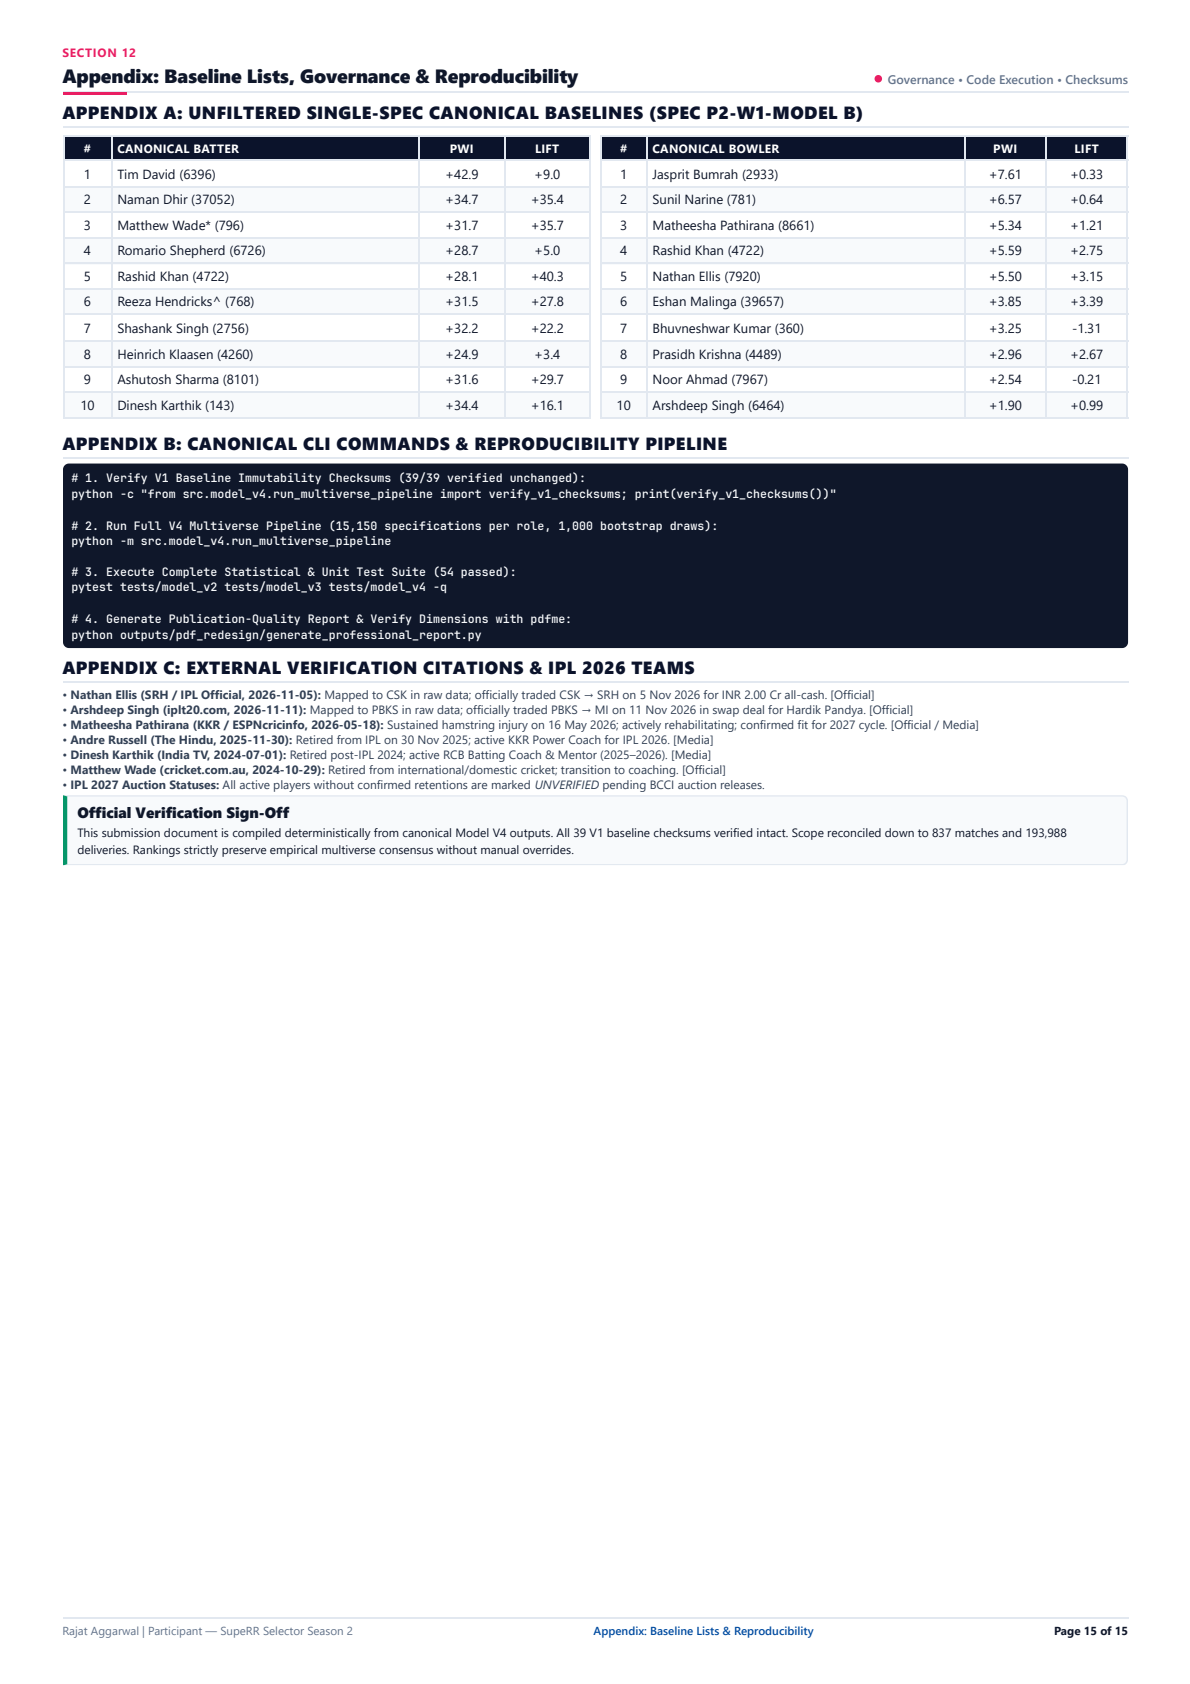 SECTION 12
Appendix: Baseline Lists, Governance & Reproducibility
Governance • Code Execution • Checksums
APPENDIX A: UNFILTERED SINGLE-SPEC CANONICAL BASELINES (SPEC P2-W1-MODEL B)
# CANONICAL BATTER PWI LIFT
1 Tim David (6396) +42.9 +9.0
2 Naman Dhir (37052) +34.7 +35.4
3 Matthew Wade* (796) +31.7 +35.7
4 Romario Shepherd (6726) +28.7 +5.0
5 Rashid Khan (4722) +28.1 +40.3
6 Reeza Hendricks^ (768) +31.5 +27.8
7 Shashank Singh (2756) +32.2 +22.2
8 Heinrich Klaasen (4260) +24.9 +3.4
9 Ashutosh Sharma (8101) +31.6 +29.7
10 Dinesh Karthik (143) +34.4 +16.1
# CANONICAL BOWLER PWI LIFT
1 Jasprit Bumrah (2933) +7.61 +0.33
2 Sunil Narine (781) +6.57 +0.64
3 Matheesha Pathirana (8661) +5.34 +1.21
4 Rashid Khan (4722) +5.59 +2.75
5 Nathan Ellis (7920) +5.50 +3.15
6 Eshan Malinga (39657) +3.85 +3.39
7 Bhuvneshwar Kumar (360) +3.25 -1.31
8 Prasidh Krishna (4489) +2.96 +2.67
9 Noor Ahmad (7967) +2.54 -0.21
10 Arshdeep Singh (6464) +1.90 +0.99
APPENDIX B: CANONICAL CLI COMMANDS & REPRODUCIBILITY PIPELINE
# 1. Verify V1 Baseline Immutability Checksums (39/39 verified unchanged):
python -c "from src.model_v4.run_multiverse_pipeline import verify_v1_checksums; print(verify_v1_checksums())"
# 2. Run Full V4 Multiverse Pipeline (15,150 specifications per role, 1,000 bootstrap draws):
python -m src.model_v4.run_multiverse_pipeline
# 3. Execute Complete Statistical & Unit Test Suite (54 passed):
pytest tests/model_v2 tests/model_v3 tests/model_v4 -q
# 4. Generate Publication-Quality Report & Verify Dimensions with pdfme:
python outputs/pdf_redesign/generate_professional_report.py
APPENDIX C: EXTERNAL VERIFICATION CITATIONS & IPL 2026 TEAMS
• Nathan Ellis (SRH / IPL Official, 2026-11-05): Mapped to CSK in raw data; officially traded CSK → SRH on 5 Nov 2026 for INR 2.00 Cr all-cash. [Official]
• Arshdeep Singh (iplt20.com, 2026-11-11): Mapped to PBKS in raw data; officially traded PBKS → MI on 11 Nov 2026 in swap deal for Hardik Pandya. [Official]
• Matheesha Pathirana (KKR / ESPNcricinfo, 2026-05-18): Sustained hamstring injury on 16 May 2026; actively rehabilitating; confirmed fit for 2027 cycle. [Official / Media]
• Andre Russell (The Hindu, 2025-11-30): Retired from IPL on 30 Nov 2025; active KKR Power Coach for IPL 2026. [Media]
• Dinesh Karthik (India TV, 2024-07-01): Retired post-IPL 2024; active RCB Batting Coach & Mentor (2025–2026). [Media]
• Matthew Wade (cricket.com.au, 2024-10-29): Retired from international/domestic cricket; transition to coaching. [Official]
• IPL 2027 Auction Statuses: All active players without confirmed retentions are marked UNVERIFIED pending BCCI auction releases.
Official Verification Sign-Off
This submission document is compiled deterministically from canonical Model V4 outputs. All 39 V1 baseline checksums verified intact. Scope reconciled down to 837 matches and 193,988
deliveries. Rankings strictly preserve empirical multiverse consensus without manual overrides.
Rajat Aggarwal | Participant — SupeRR Selector Season 2
Appendix: Baseline Lists & Reproducibility
Page 15 of 15